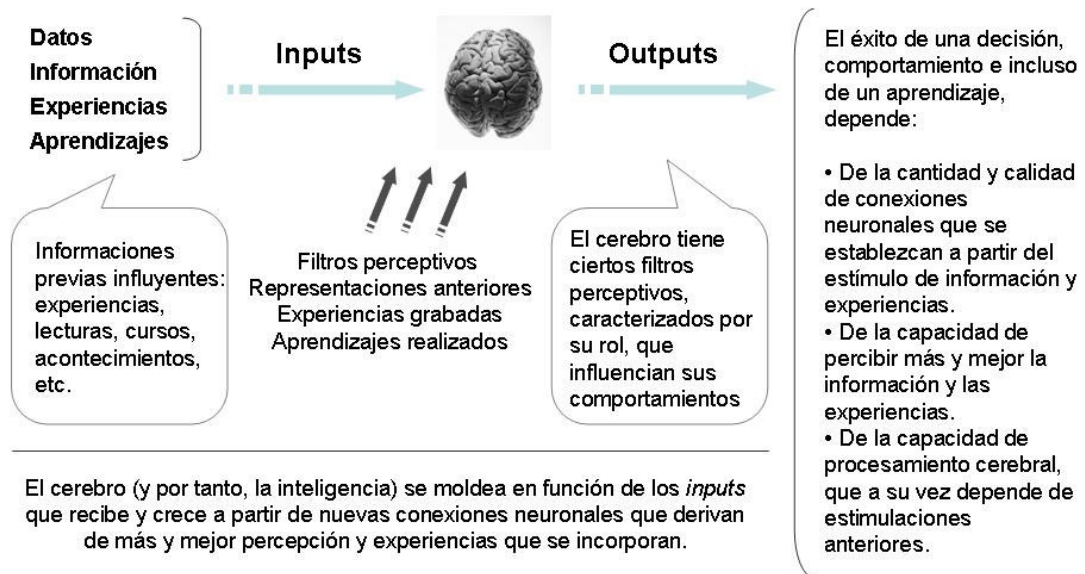 Datos
Información
Experiencias
Aprendizajes
Inputs
Outputs
Informaciones
previas influyentes:
experiencias,
lecturas, cursos,
acontecimientos,
etc.
Filtros perceptivos
Representaciones anteriores
Experiencias grabadas
Aprendizajes realizados
El cerebro tiene
ciertos filtros
perceptivos,
caracterizados por
su rol, que
influencian sus
comportamientos
El éxito de una decisión,
comportamiento e incluso
de un aprendizaje,
depende:
• De la cantidad y calidad
de conexiones
neuronales que se
establezcan a partir del
estímulo de información y
experiencias.
• De la capacidad de
percibir más y mejor la
información y las
experiencias.
• De la capacidad de
procesamiento cerebral,
que a su vez depende de
estimulaciones
anteriores.
El cerebro (y por tanto, la inteligencia) se moldea en función de los inputs
que recibe y crece a partir de nuevas conexiones neuronales que derivan
de más y mejor percepción y experiencias que se incorporan.